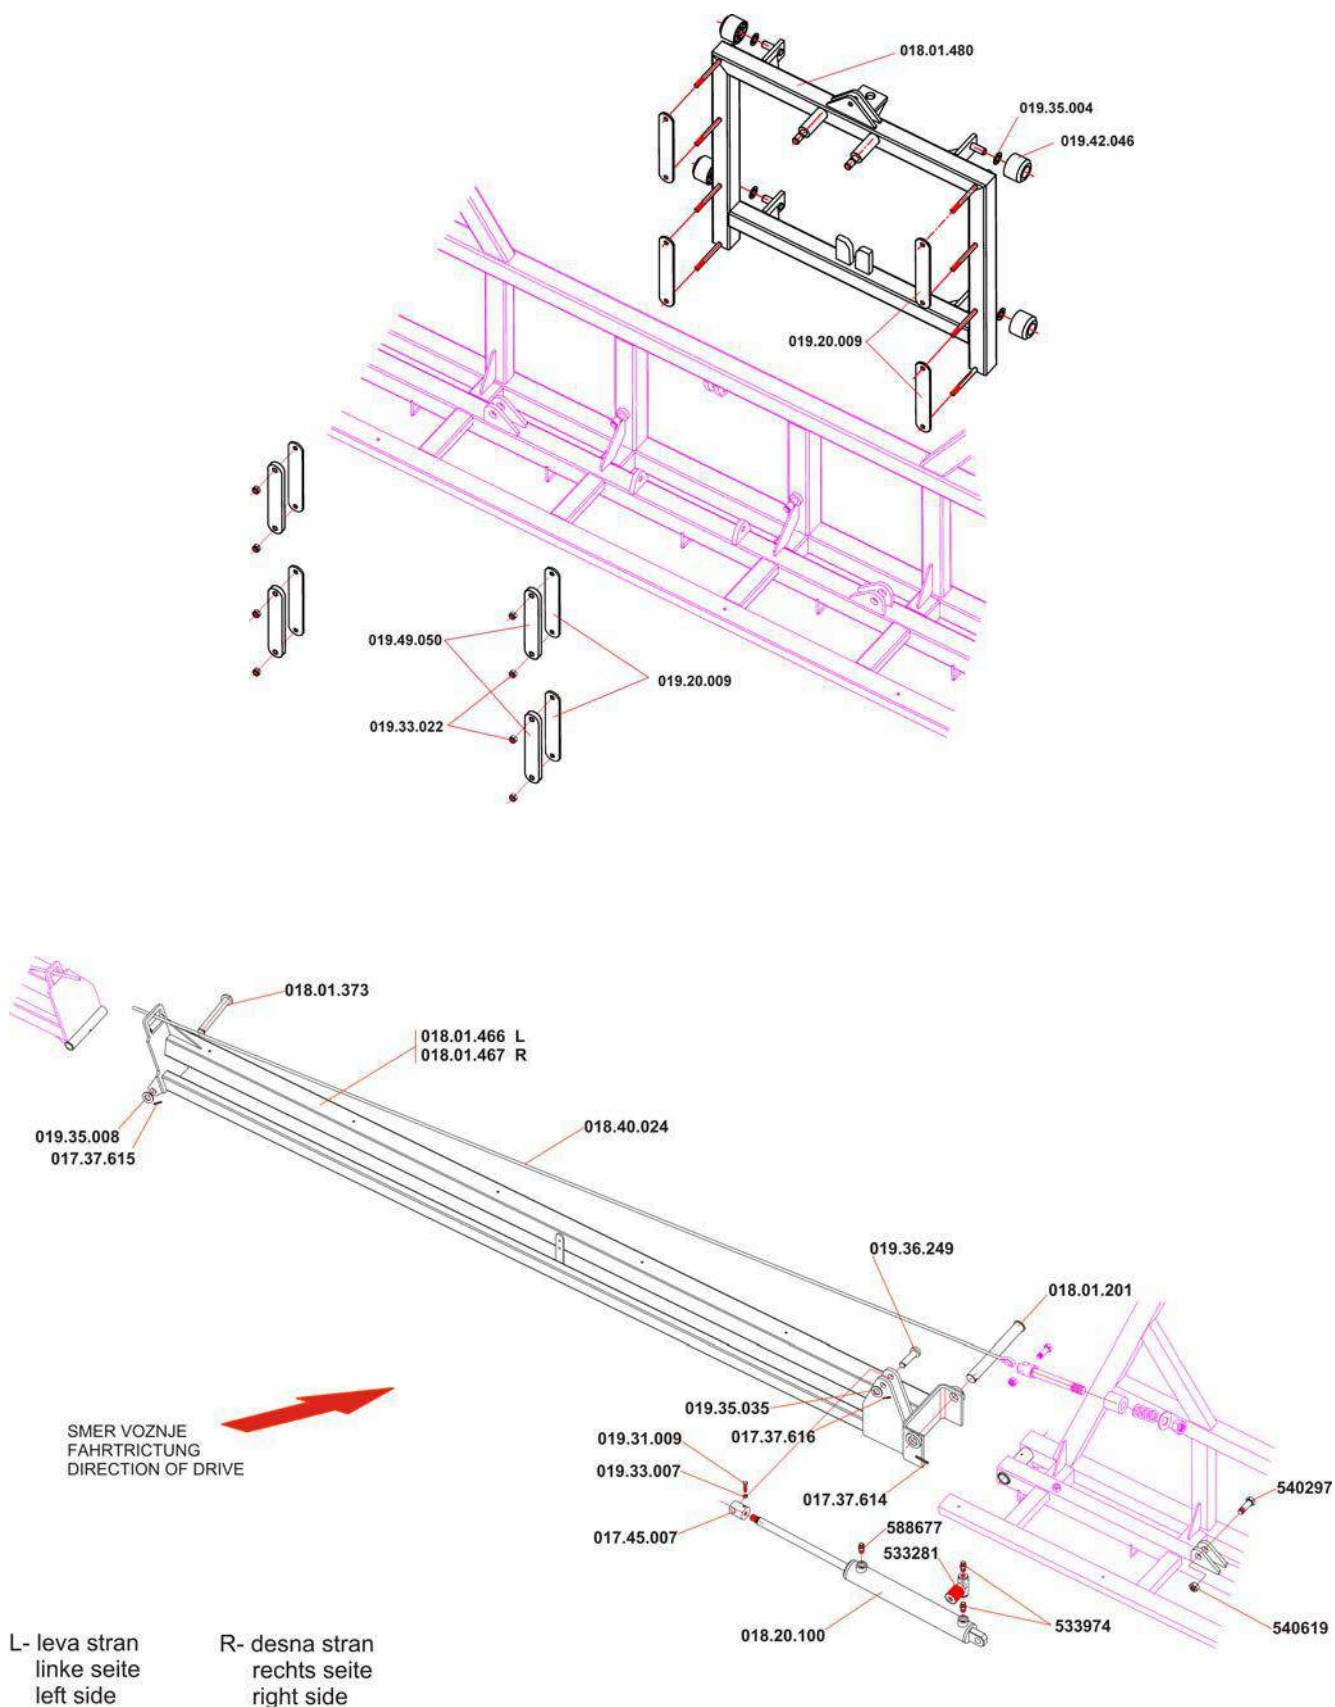 018.01.480
019.35.004
019.42.046
019.20.009
019.49.050
019.20.009
019.33.022
018.01.373
018.01.466 L
018.01.467 R
018.40.024
019.35.008
017.37.615
019.36.249
018.01.201
019.35.035
017.37.616
019.31.009
019.33.007
017.37.614
017.45.007
588677
533281
540297
018.20.100
533974
540619
SMER VOZNJE
FAHRTRICTUNG
DIRECTION OF DRIVE
L- leva stran
linke seite
left side
R- desna stran
rechts seite
right side